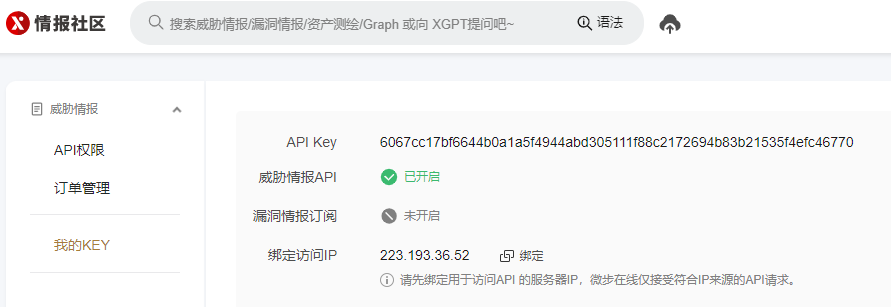 X 情报社区
搜索威胁情报/漏洞情报/资产测绘/Graph 或向 XGPT提问吧~
语法
威胁情报
API权限
订单管理
我的KEY
API Key 6067cc17bf6644b0a1a5f4944abd305111f88c2172694b83b21535f4efc46770
威胁情报API 已开启
漏洞情报订阅 未开启
绑定访问IP 223.193.36.52 绑定
请先绑定用于访问API 的服务器IP，微步在线仅接受符合IP来源的API请求。